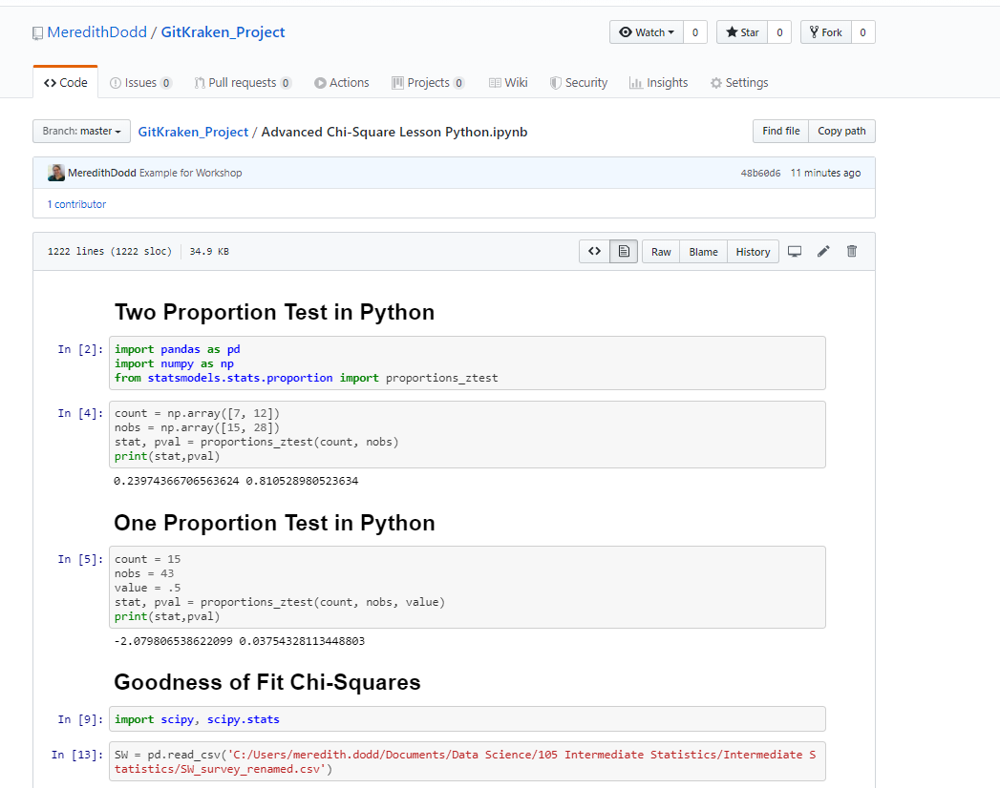 MeredithDodd / GitKraken_Project
Watch 0 Star 0 Fork 0
Code Issues 0 Pull requests 0 Actions Projects 0 Wiki Security Insights Settings
Branch: master GitKraken_Project / Advanced Chi-Square Lesson Python.ipynb Find file Copy path
MeredithDodd Example for Workshop 48b60d6 11 minutes ago
1 contributor
1222 lines (1222 sloc) 34.9 KB Raw Blame History
Two Proportion Test in Python
In [2]: import pandas as pd
import numpy as np
from statsmodels.stats.proportion import proportions_ztest
In [4]: count = np.array([7, 12])
nobs = np.array([15, 28])
stat, pval = proportions_ztest(count, nobs)
print(stat,pval)
0.23974366706563624 0.810528980523634
One Proportion Test in Python
In [5]: count = 15
nobs = 43
value = .5
stat, pval = proportions_ztest(count, nobs, value)
print(stat,pval)
-2.079806538622099 0.03754328113448803
Goodness of Fit Chi-Squares
In [9]: import scipy, scipy.stats
In [13]: SW = pd.read_csv('C:/Users/meredith.dodd/Documents/Data Science/105 Intermediate Statistics/Intermediate S
tatistics/SW_survey_renamed.csv')